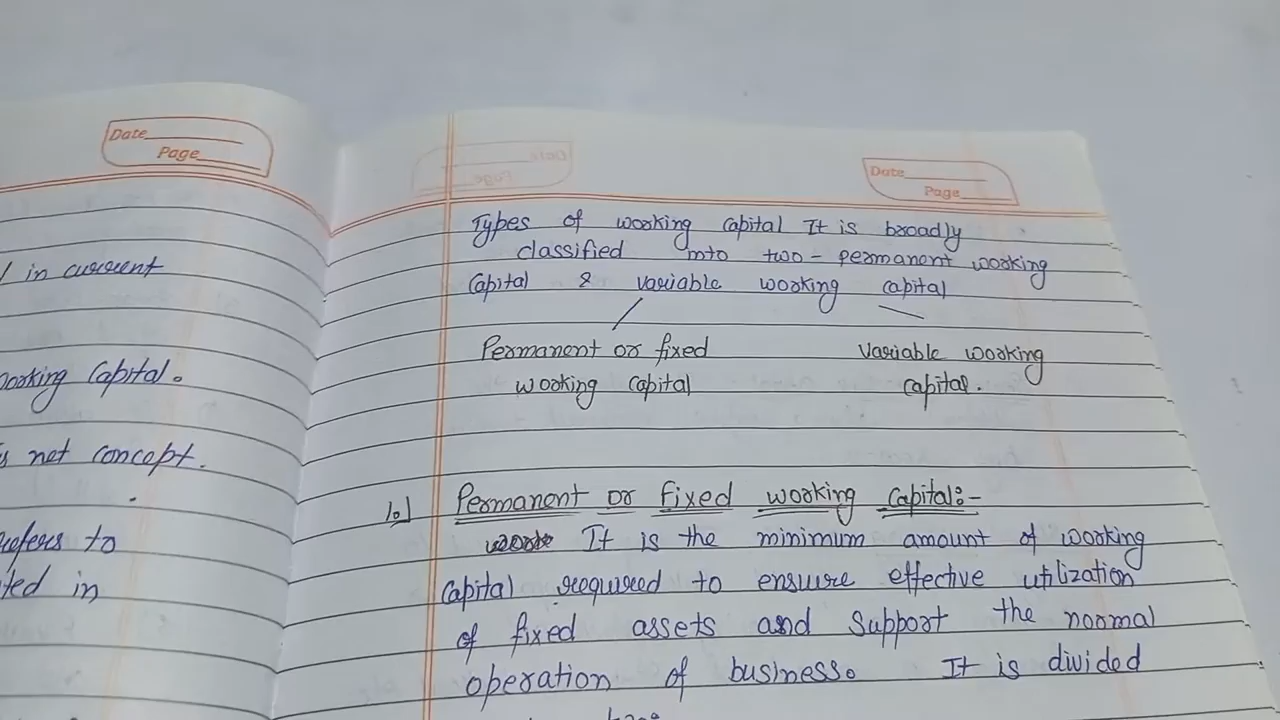 Date
Page
/ in current
working Capital.
s net concept.
refers to
ted in
Date
Page
Types of working Capital It is broadly
classified into two - permanent working
Capital & variable working capital
Permanent or fixed
working Capital
Variable working
capital.
1.) Permanent or Fixed working Capital:-
It is the minimum amount of working
Capital required to ensure effective utilization
of fixed assets and Support the normal
operation of business. It is divided